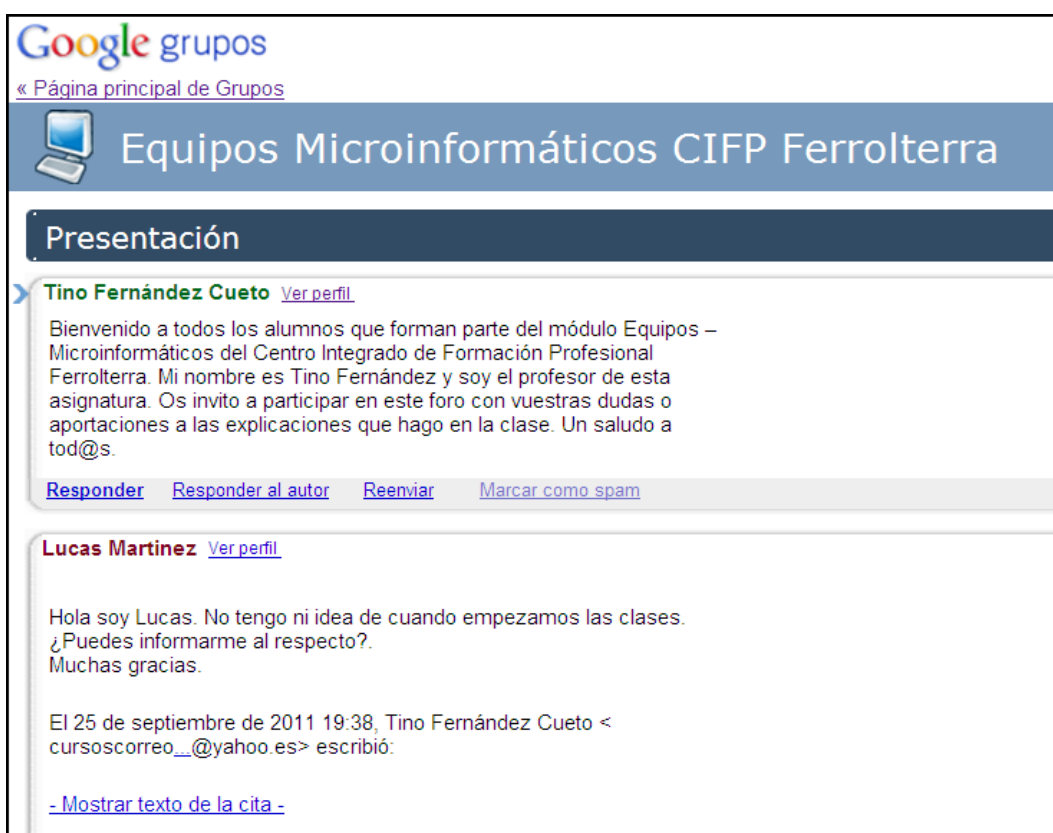 Google grupos
« Página principal de Grupos
Equipos Microinformáticos CIFP Ferrolterra
Presentación
Tino Fernández Cueto Ver perfil
Bienvenido a todos los alumnos que forman parte del módulo Equipos –
Microinformáticos del Centro Integrado de Formación Profesional
Ferrolterra. Mi nombre es Tino Fernández y soy el profesor de esta
asignatura. Os invito a participar en este foro con vuestras dudas o
aportaciones a las explicaciones que hago en la clase. Un saludo a
tod@s.
Responder Responder al autor Reenviar Marcar como spam
Lucas Martinez Ver perfil
Hola soy Lucas. No tengo ni idea de cuando empezamos las clases.
¿Puedes informarme al respecto?.
Muchas gracias.
El 25 de septiembre de 2011 19:38, Tino Fernández Cueto <
cursoscorreo...@yahoo.es> escribió:
- Mostrar texto de la cita -